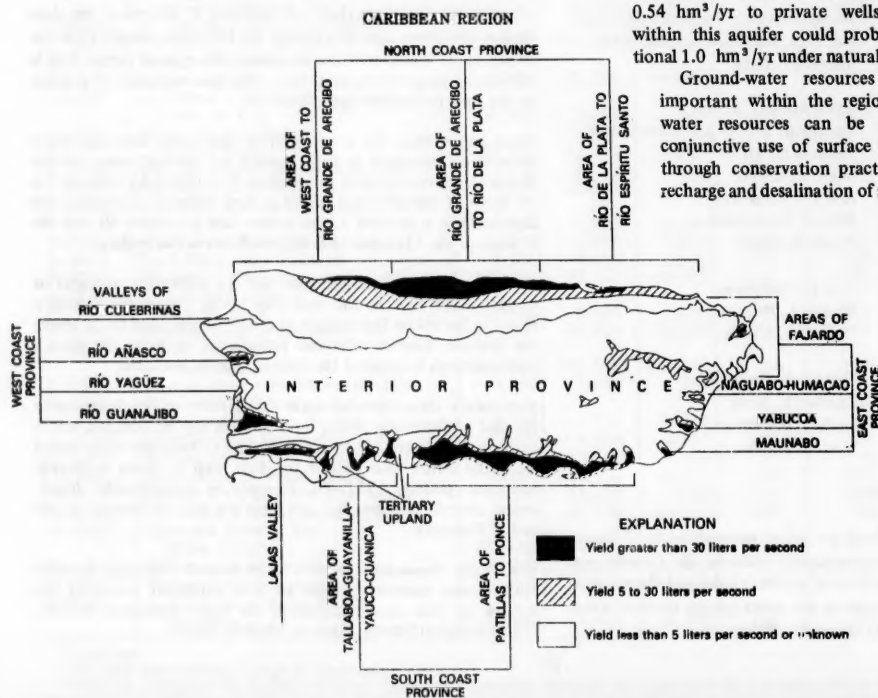 CARIBBEAN REGION
0.54 hm³/yr to private wells
within this aquifer could prob
tional 1.0 hm³/yr under natural
Ground-water resources
important within the region
water resources can be
conjunctive use of surface
through conservation pract
recharge and desalination of
NORTH COAST PROVINCE
AREA OF
WEST COAST TO
RÍO GRANDE DE ARECIBO
AREA OF
RÍO GRANDE DE ARECIBO
TO RÍO DE LA PLATA
AREA OF
RÍO DE LA PLATA TO
RÍO ESPÍRITU SANTO
WEST COAST
PROVINCE
VALLEYS OF
RÍO CULEBRINAS
RÍO AÑASCO
RÍO YAGÜEZ
RÍO GUANAJIBO
INTERIOR PROVINCE
AREAS OF
FAJARDO
NAGUABO-HUMACAO
YABUCOA
MAUNABO
EAST COAST
PROVINCE
TERTIARY
UPLAND
LAJAS VALLEY
AREA OF
TALLABOA-GUAYANILLA-
YAUCO-GUANICA
AREA OF
PATILLAS TO PONCE
SOUTH COAST
PROVINCE
EXPLANATION
Yield greater than 30 liters per second
Yield 5 to 30 liters per second
Yield less than 5 liters per second or unknown